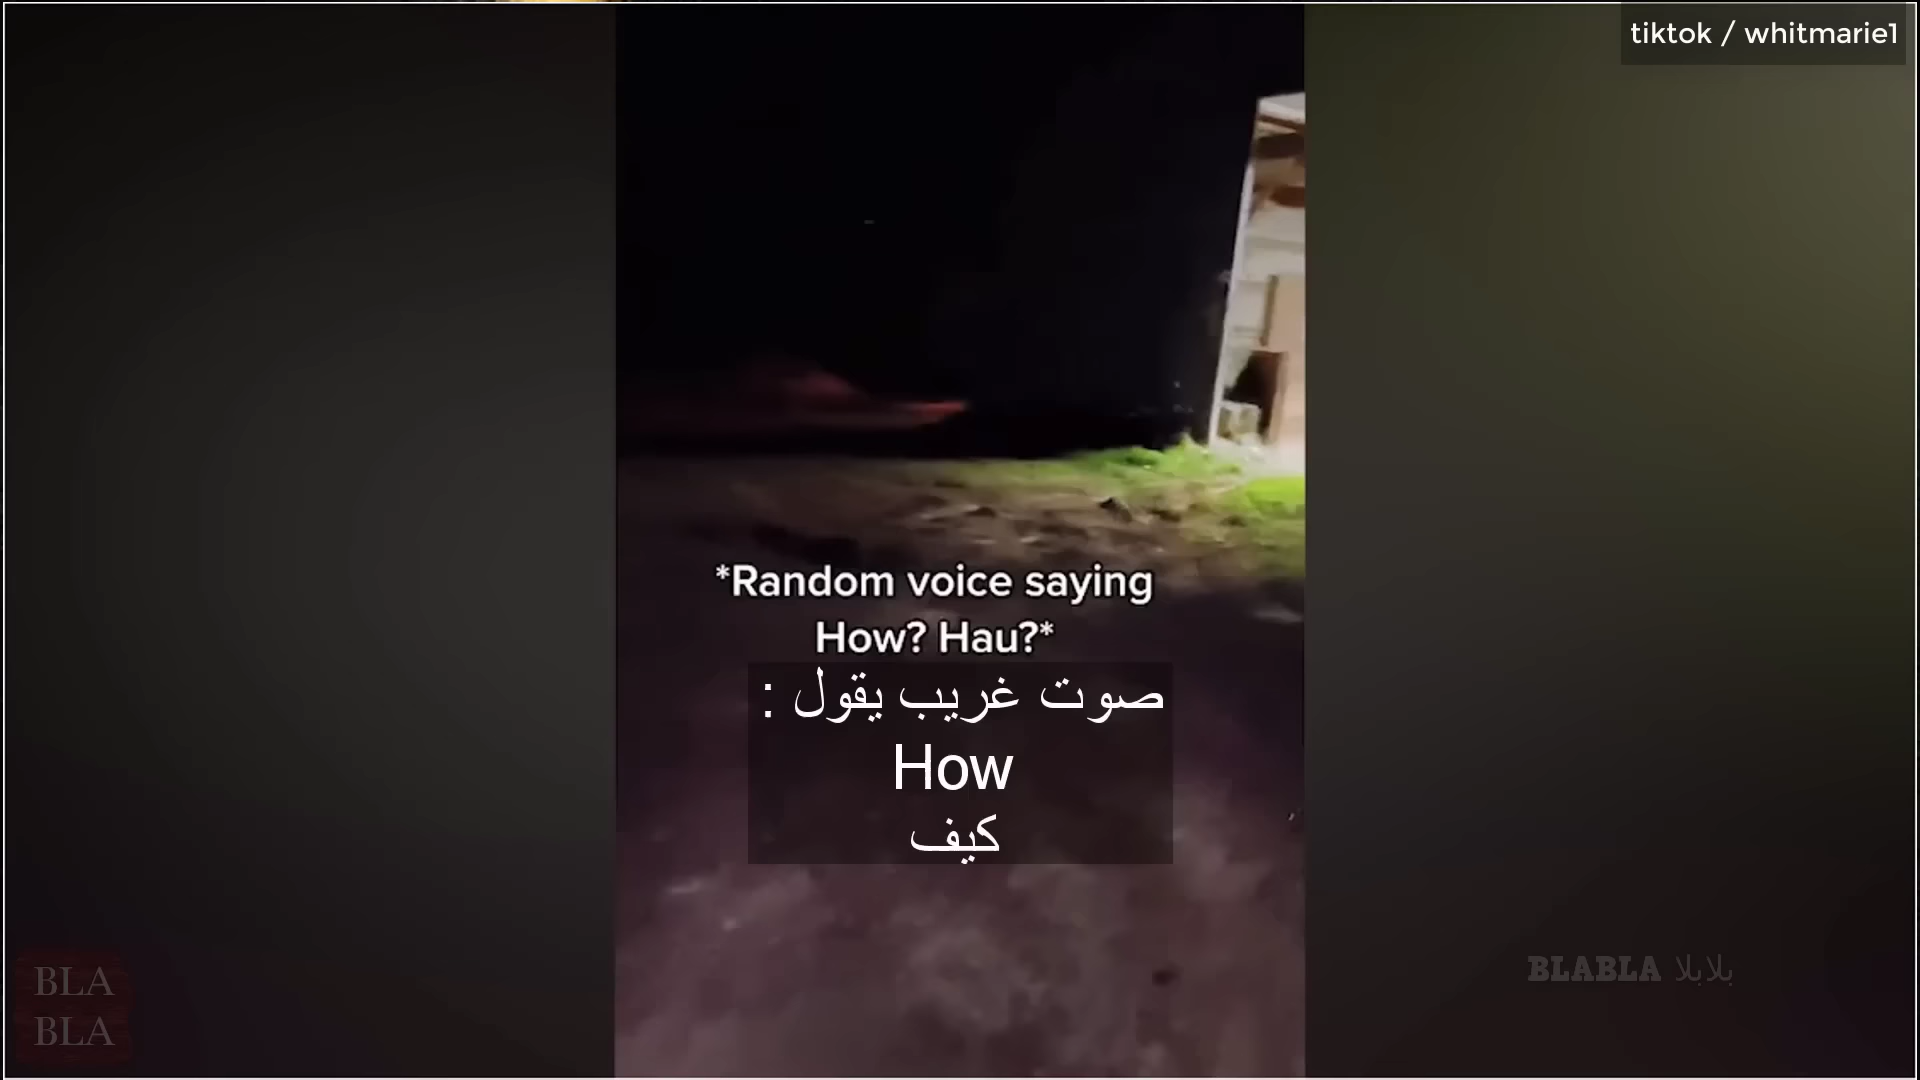 tiktok / whitmarie1
*Random voice saying
How? Hau?*
صوت غريب يقول :
How
كيف
BLA
BLA
BLABLA بلابلا